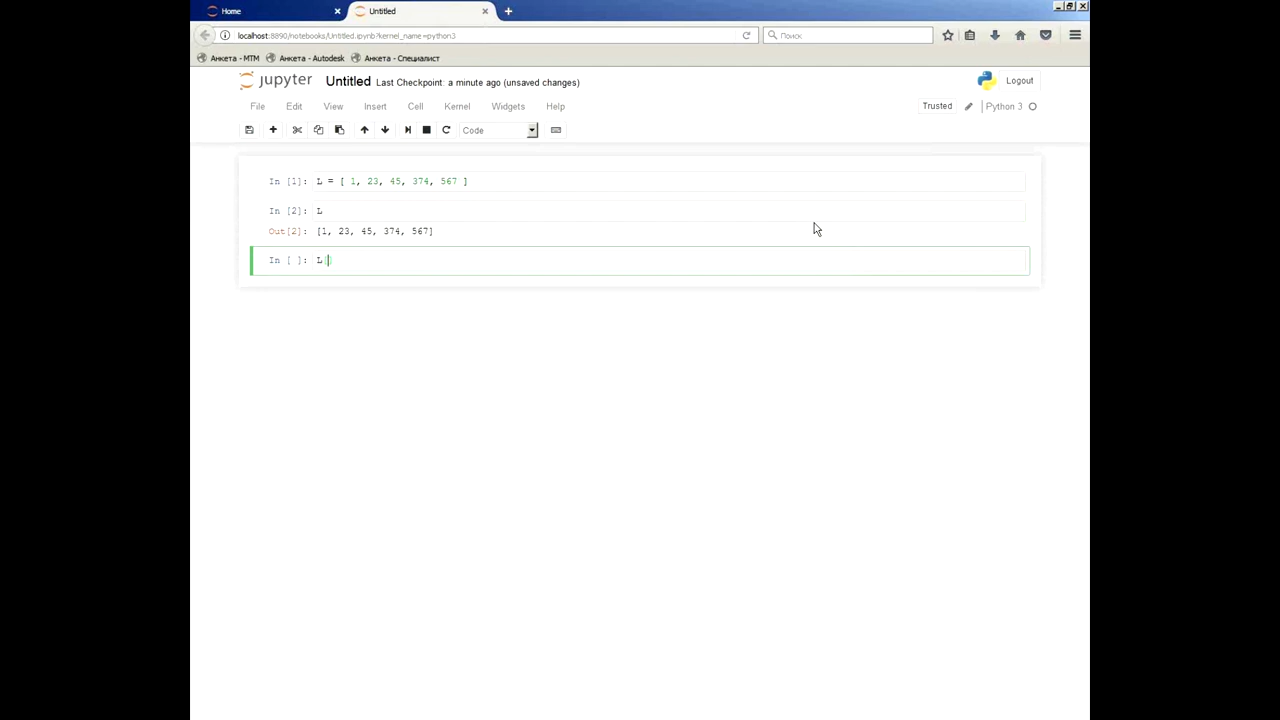 Home
Untitled
localhost:8890/notebooks/Untitled.ipynb?kernel_name=python3
Поиск
Анкета - МТМ Анкета - Autodesk Анкета - Специалист
jupyter Untitled Last Checkpoint: a minute ago (unsaved changes)
Logout
File Edit View Insert Cell Kernel Widgets Help
Trusted
Python 3
Code
In [1]: L = [ 1, 23, 45, 374, 567 ]
In [2]: L
Out[2]: [1, 23, 45, 374, 567]
In [ ]: L[]